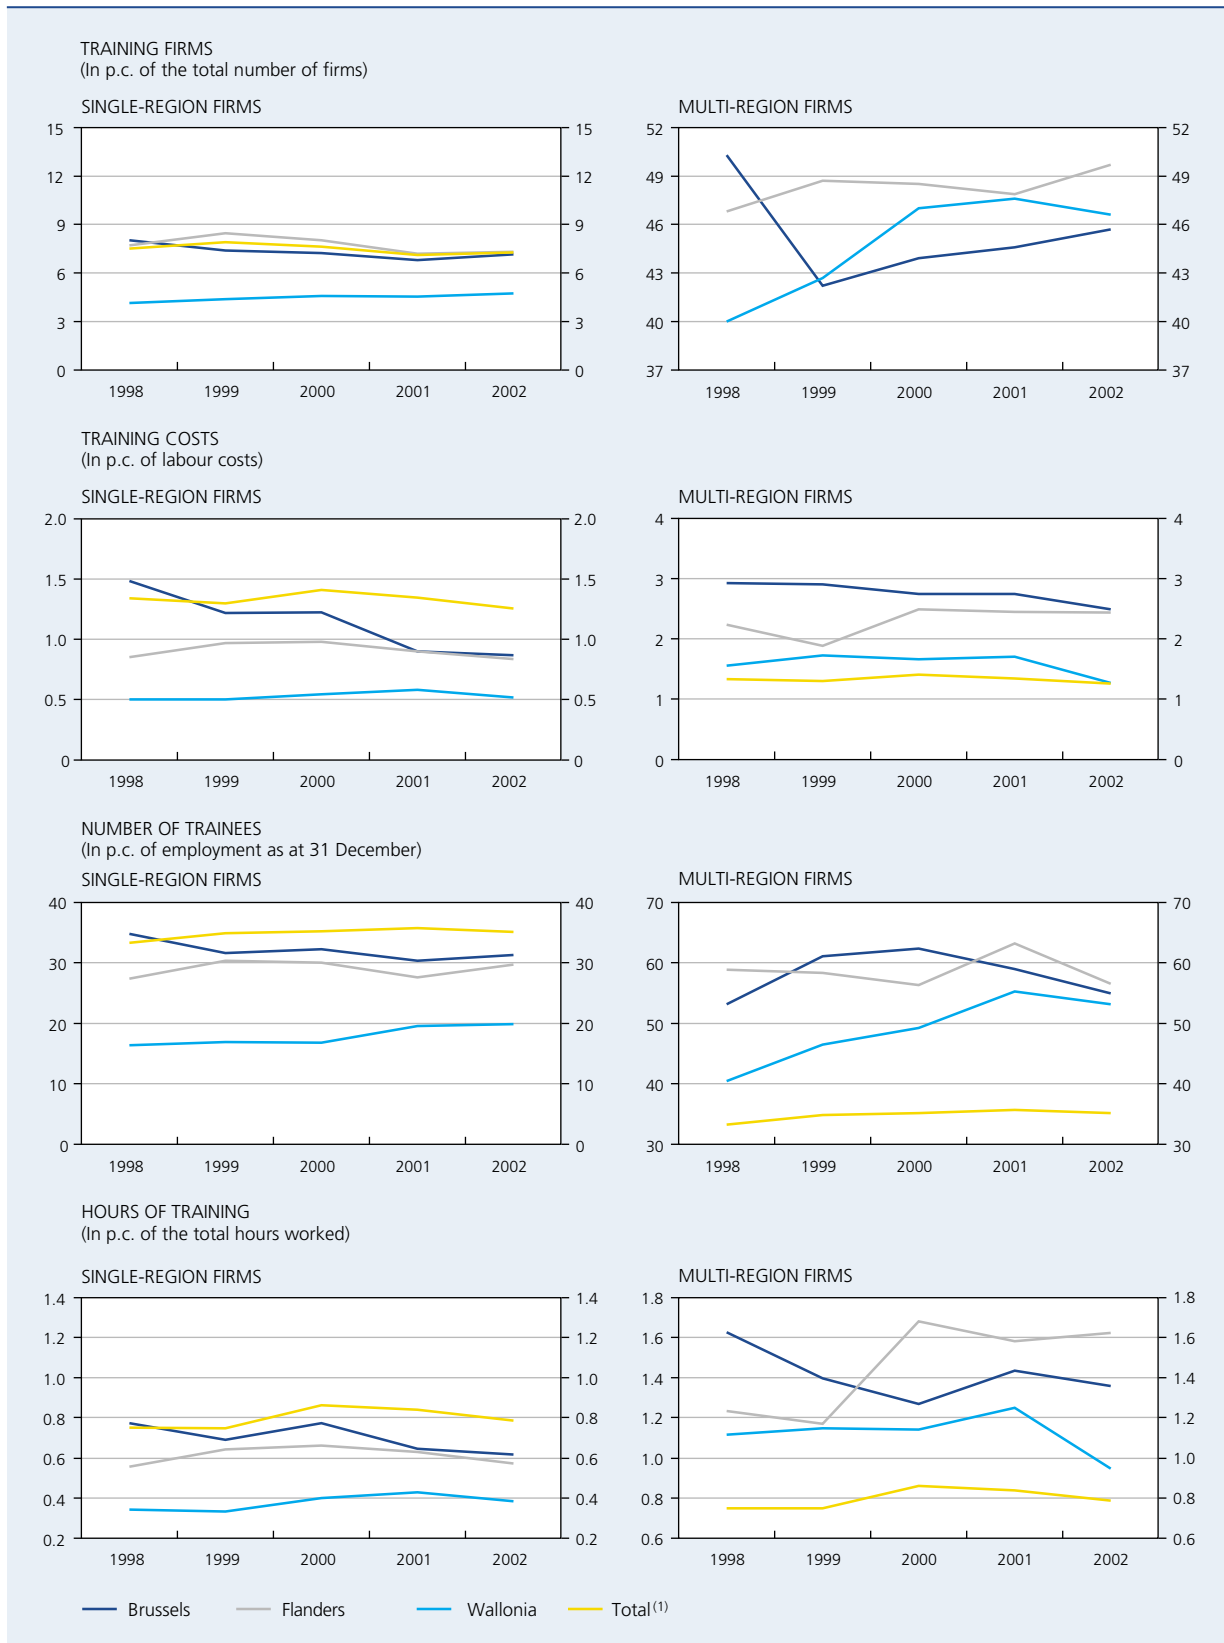 TRAINING FIRMS
(In p.c. of the total number of firms)
SINGLE-REGION FIRMS
15 15
12 12
9 9
6 6
3 3
0 0
1998 1999 2000 2001 2002
MULTI-REGION FIRMS
52 52
49 49
46 46
43 43
40 40
37 37
1998 1999 2000 2001 2002
TRAINING COSTS
(In p.c. of labour costs)
SINGLE-REGION FIRMS
2.0 2.0
1.5 1.5
1.0 1.0
0.5 0.5
0 0
1998 1999 2000 2001 2002
MULTI-REGION FIRMS
4 4
3 3
2 2
1 1
0 0
1998 1999 2000 2001 2002
NUMBER OF TRAINEES
(In p.c. of employment as at 31 December)
SINGLE-REGION FIRMS
40 40
30 30
20 20
10 10
0 0
1998 1999 2000 2001 2002
MULTI-REGION FIRMS
70 70
60 60
50 50
40 40
30 30
1998 1999 2000 2001 2002
HOURS OF TRAINING
(In p.c. of the total hours worked)
SINGLE-REGION FIRMS
1.4 1.4
1.2 1.2
1.0 1.0
0.8 0.8
0.6 0.6
0.4 0.4
0.2 0.2
1998 1999 2000 2001 2002
MULTI-REGION FIRMS
1.8 1.8
1.6 1.6
1.4 1.4
1.2 1.2
1.0 1.0
0.8 0.8
0.6 0.6
1998 1999 2000 2001 2002
Brussels Flanders Wallonia Total (1)